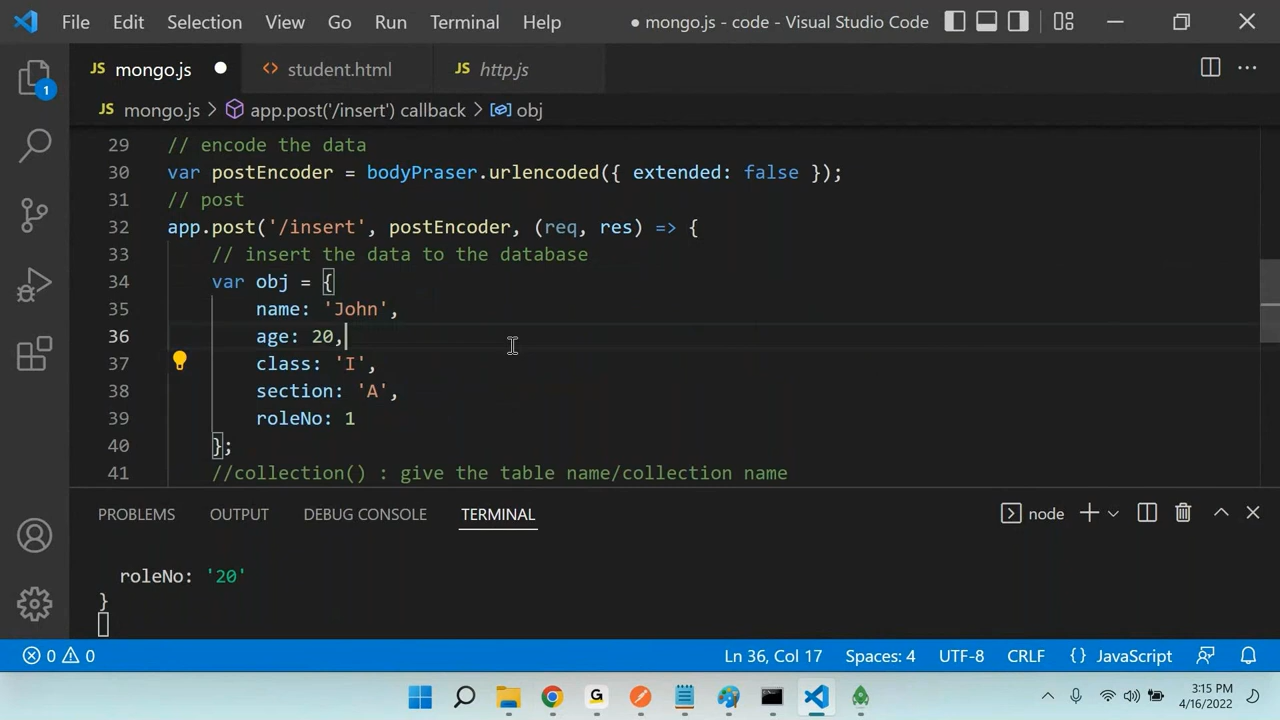 File Edit Selection View Go Run Terminal Help ● mongo.js - code - Visual Studio Code
JS mongo.js ● <> student.html JS http.js
1
JS mongo.js > app.post('/insert') callback > obj
29 // encode the data
30 var postEncoder = bodyPraser.urlencoded({ extended: false });
31 // post
32 app.post('/insert', postEncoder, (req, res) => {
33 // insert the data to the database
34 var obj = {
35 name: 'John',
36 age: 20,
37 class: 'I',
38 section: 'A',
39 roleNo: 1
40 };
41 //collection() : give the table name/collection name
PROBLEMS OUTPUT DEBUG CONSOLE TERMINAL node
roleNo: '20'
}
0 0 Ln 36, Col 17 Spaces: 4 UTF-8 CRLF {} JavaScript
G 3:15 PM
4/16/2022